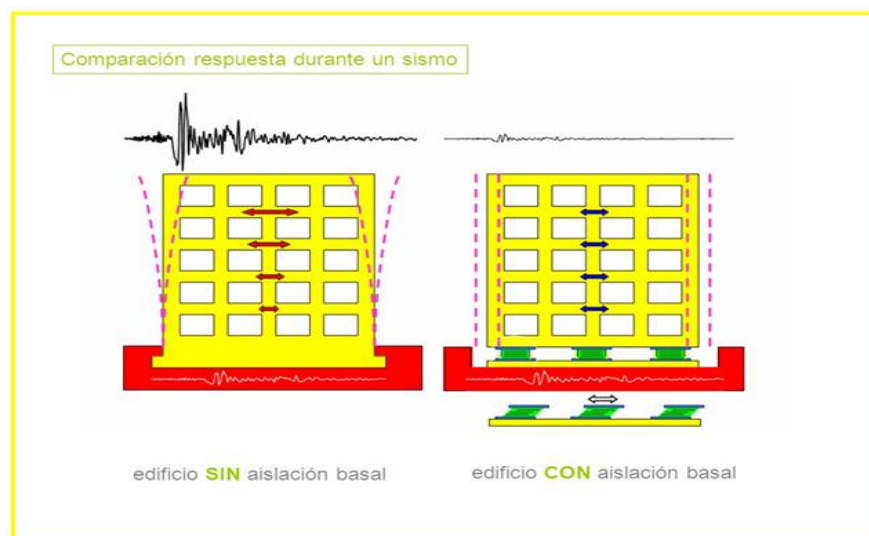 Comparación respuesta durante un sismo
edificio SIN aislación basal
edificio CON aislación basal